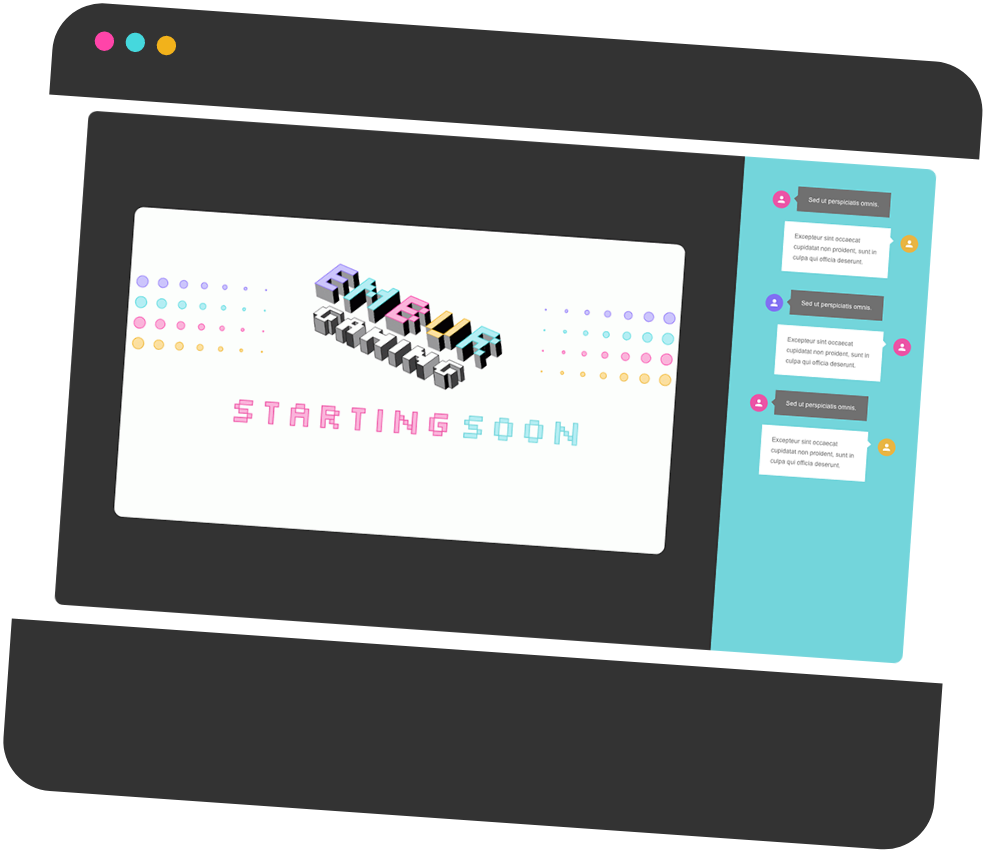 GAMING
STARTING SOON
Sed ut perspiciatis omnis.
Excepteur sint occaecat
cupidatat non proident, sunt in
culpa qui officia deserunt.
Sed ut perspiciatis omnis.
Excepteur sint occaecat
cupidatat non proident, sunt in
culpa qui officia deserunt.
Sed ut perspiciatis omnis.
Excepteur sint occaecat
cupidatat non proident, sunt in
culpa qui officia deserunt.